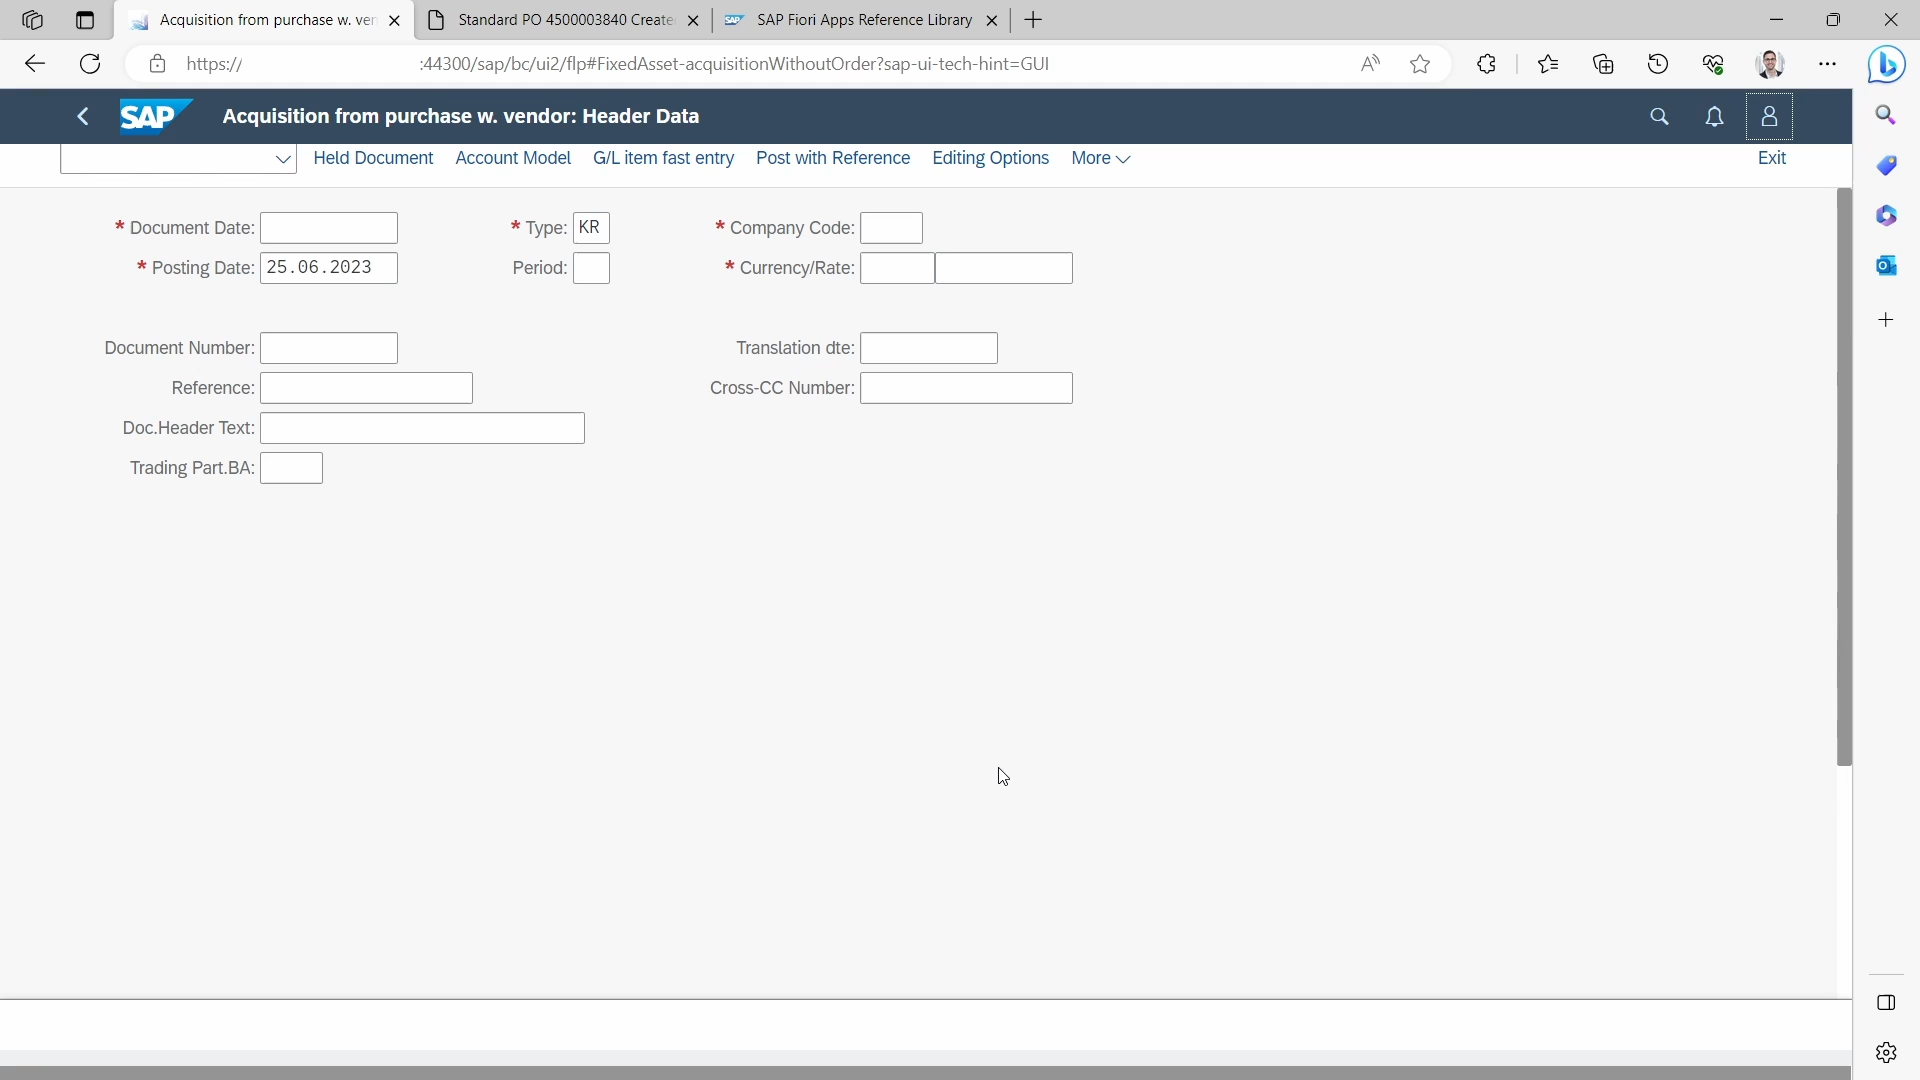 Acquisition from purchase w. ven
Standard PO 4500003840 Create
SAP Fiori Apps Reference Library
https:// :44300/sap/bc/ui2/flp#FixedAsset-acquisitionWithoutOrder?sap-ui-tech-hint=GUI
SAP Acquisition from purchase w. vendor: Header Data
Held Document Account Model G/L item fast entry Post with Reference Editing Options More Exit
* Document Date: * Type: KR * Company Code:
* Posting Date: 25.06.2023 Period: * Currency/Rate:
Document Number: Translation dte:
Reference: Cross-CC Number:
Doc.Header Text:
Trading Part.BA: